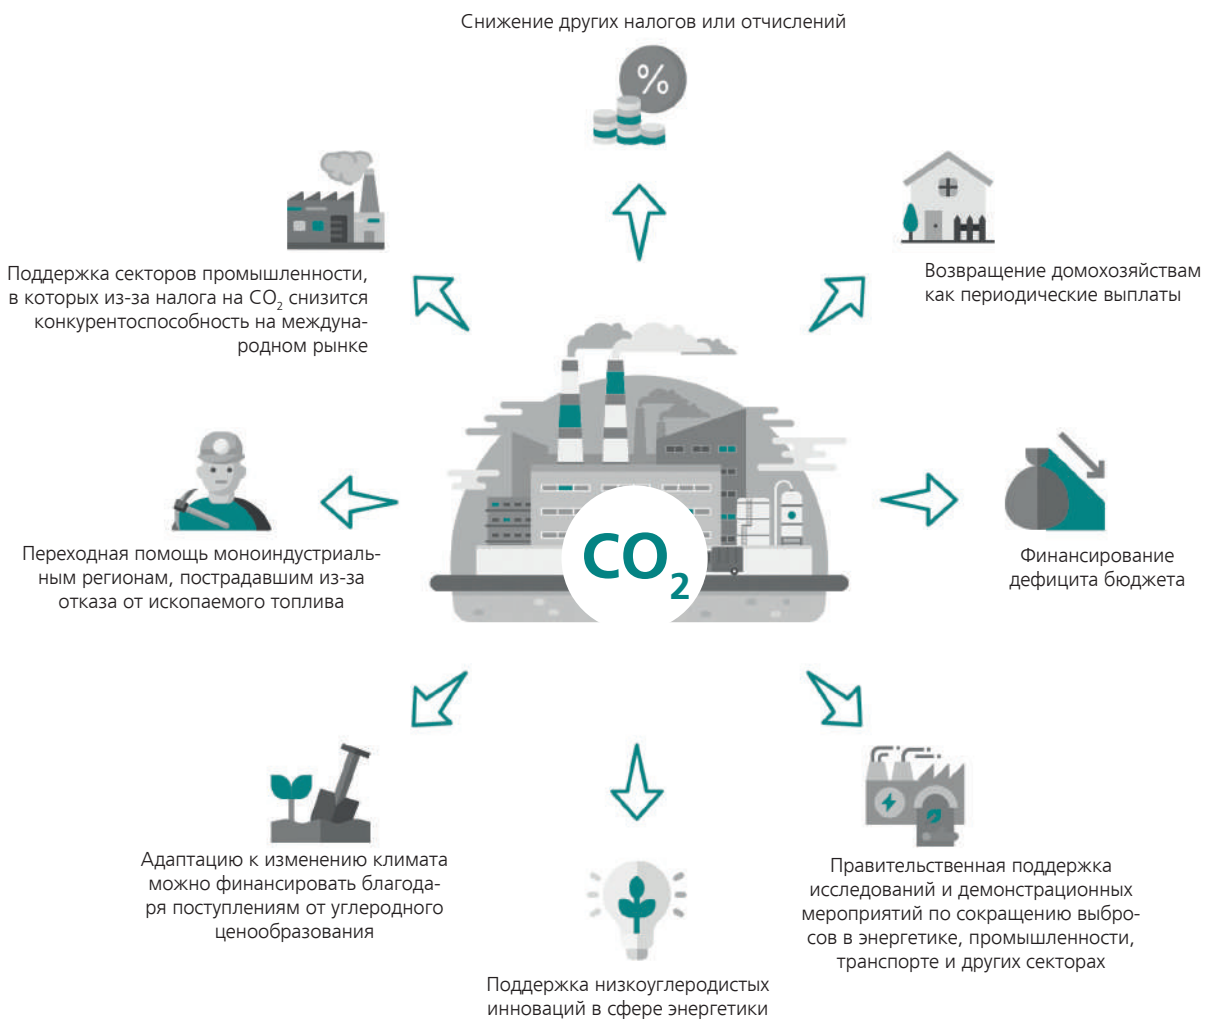 Снижение других налогов или отчислений
%
Поддержка секторов промышленности,
в которых из-за налога на CO₂ снизится
конкурентоспособность на междуна-
родном рынке
Возвращение домохозяйствам
как периодические выплаты
Переходная помощь моноиндустриаль-
ным регионам, пострадавшим из-за
отказа от ископаемого топлива
CO₂
Финансирование
дефицита бюджета
Адаптацию к изменению климата
можно финансировать благода-
ря поступлениям от углеродного
ценообразования
Поддержка низкоуглеродистых
инноваций в сфере энергетики
Правительственная поддержка
исследований и демонстрационных
мероприятий по сокращению выбро-
сов в энергетике, промышленности,
транспорте и других секторах